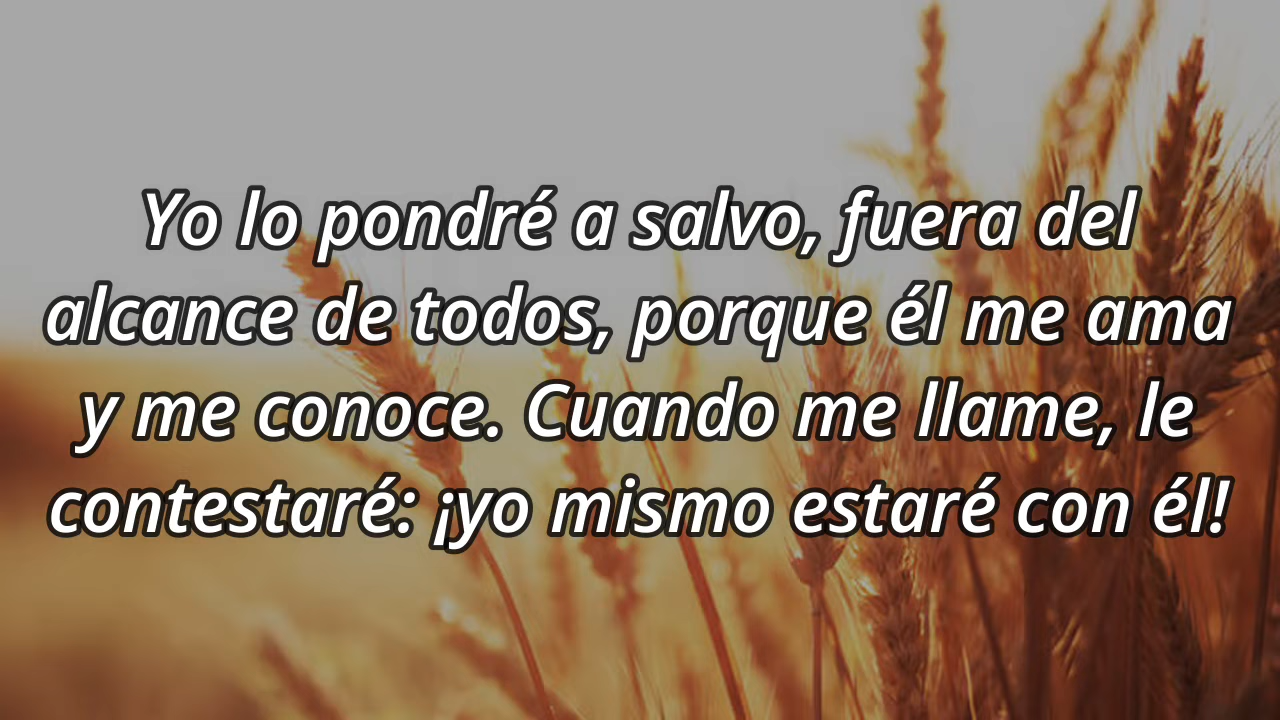 Yo lo pondré a salvo, fuera del
alcance de todos, porque él me ama
y me conoce. Cuando me llame, le
contestaré: ¡yo mismo estaré con él!